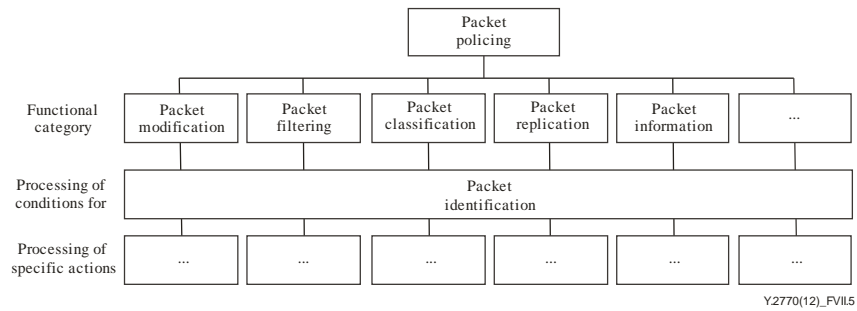 Packet
policing
Functional
category
Packet
modification
Packet
filtering
Packet
classification
Packet
replication
Packet
information
...
Processing of
conditions for
Packet
identification
Processing of
specific actions
...
...
...
...
...
...
Y.2770(12)_FVII.5